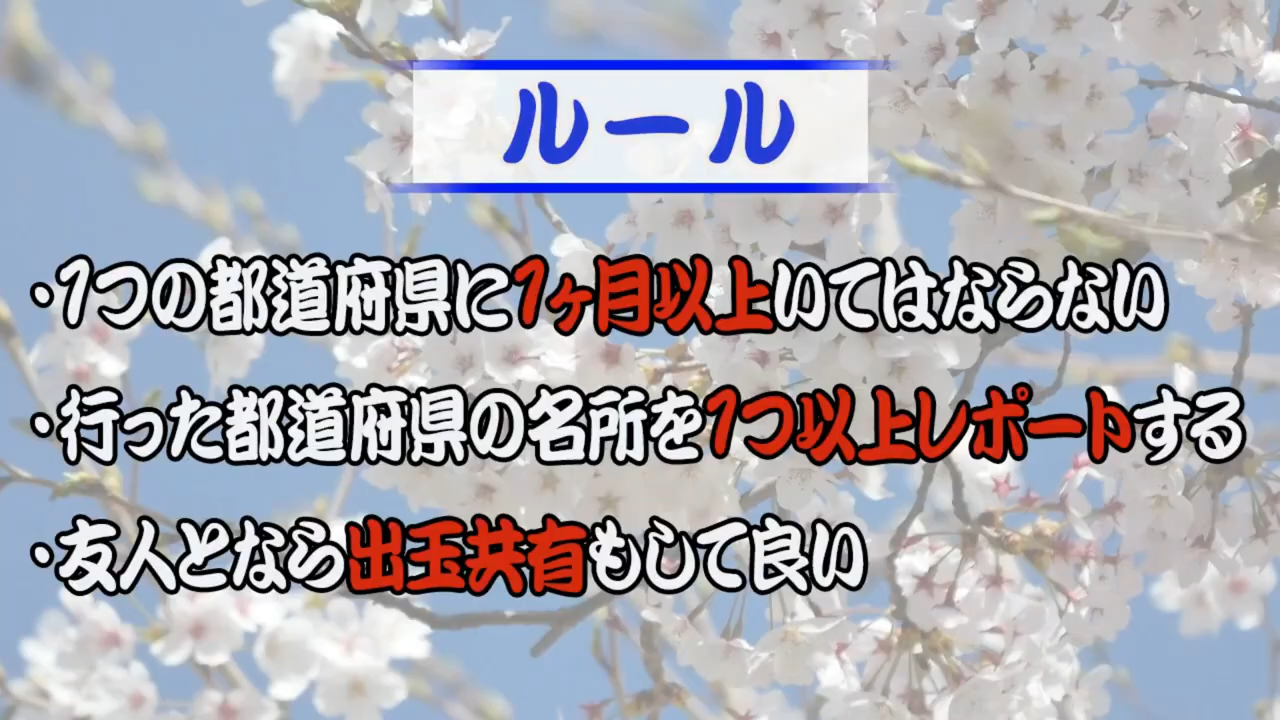 ルール
・1つの都道府県に1ヶ月以上いてはならない
・行った都道府県の名所を1つ以上レポートする
・友人となら出玉共有もして良い